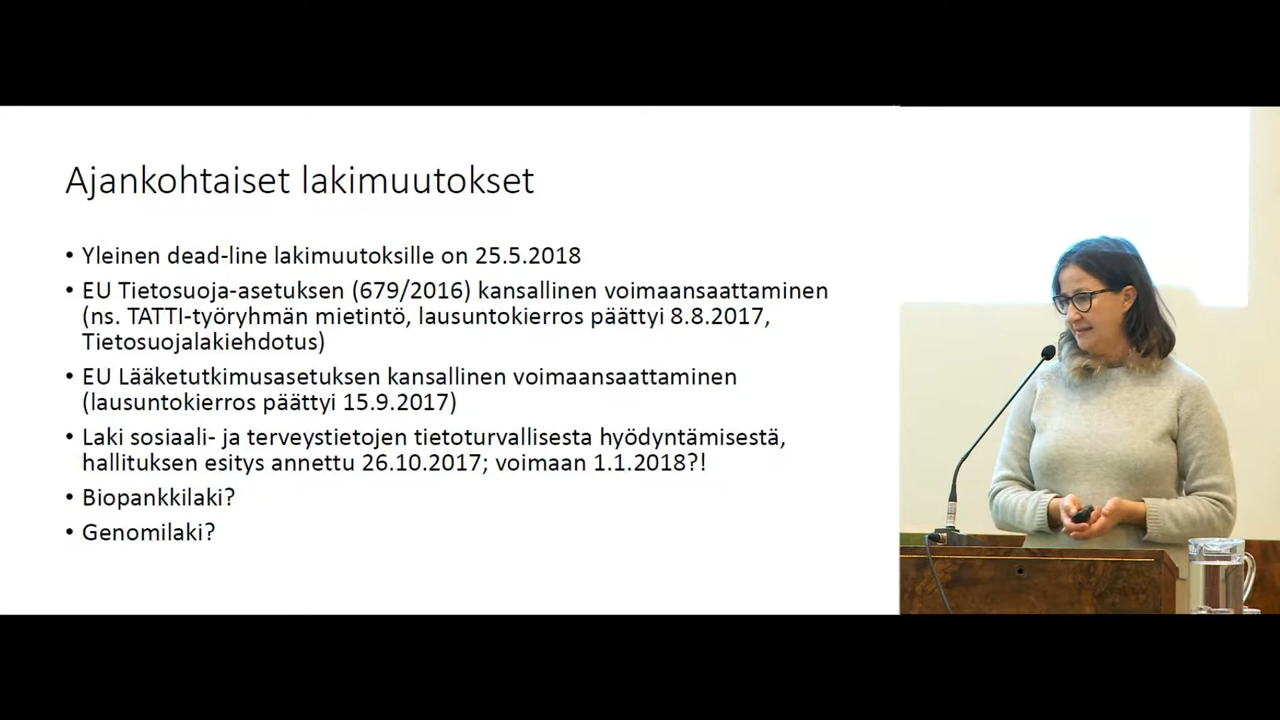 Ajankohtaiset lakimuutokset
• Yleinen dead-line lakimuutoksille on 25.5.2018
• EU Tietosuoja-asetuksen (679/2016) kansallinen voimaansaattaminen
(ns. TATTI-työryhmän mietintö, lausuntokierros päättyi 8.8.2017,
Tietosuojalakiehdotus)
• EU Lääketutkimusasetuksen kansallinen voimaansaattaminen
(lausuntokierros päättyi 15.9.2017)
• Laki sosiaali- ja terveystietojen tietoturvallisesta hyödyntämisestä,
hallituksen esitys annettu 26.10.2017; voimaan 1.1.2018?!
• Biopankkilaki?
• Genomilaki?